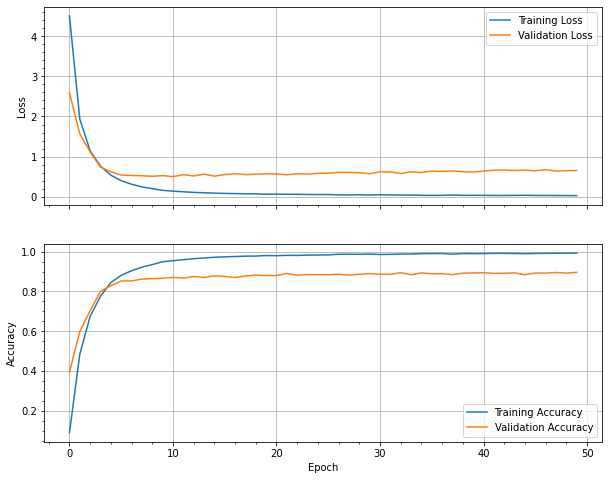 4
3
2
1
0
Loss
Training Loss
Validation Loss
1.0
0.8
0.6
0.4
0.2
Accuracy
Training Accuracy
Validation Accuracy
0 10 20 30 40 50
Epoch